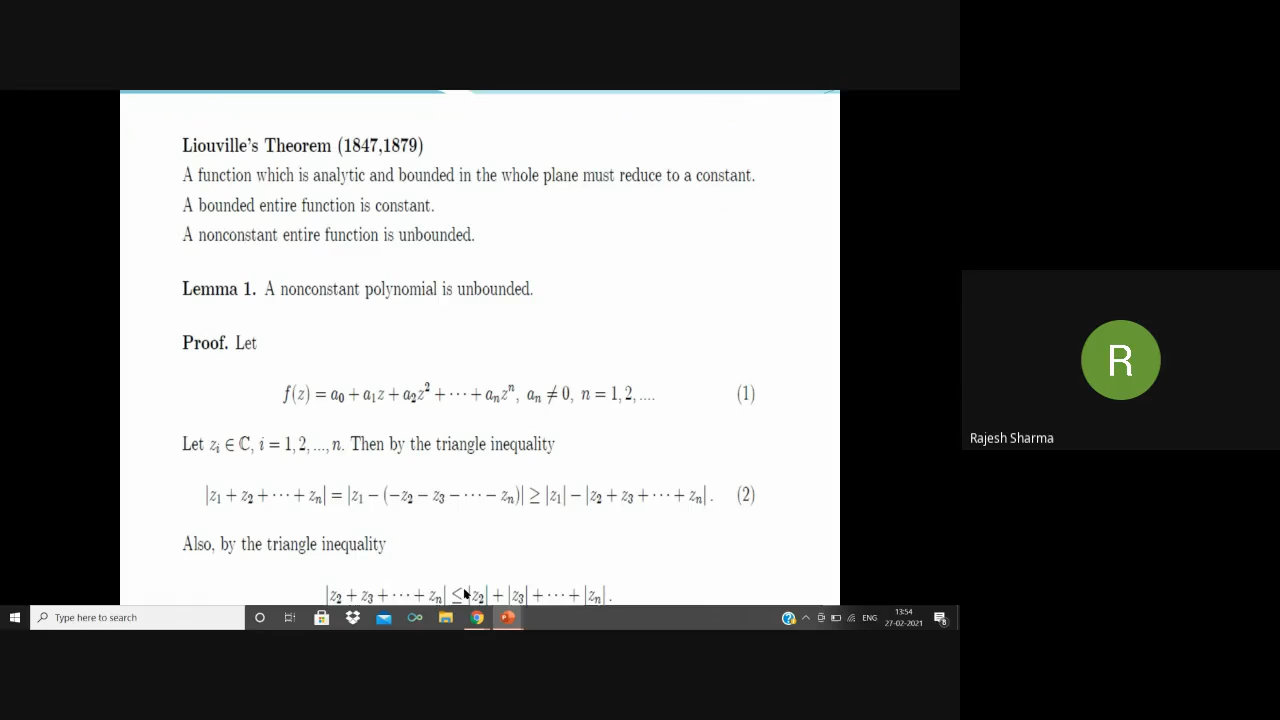 Liouville's Theorem (1847,1879)
A function which is analytic and bounded in the whole plane must reduce to a constant.
A bounded entire function is constant.
A nonconstant entire function is unbounded.
Lemma 1. A nonconstant polynomial is unbounded.
Proof. Let
f(z) = a₀ + a₁z + a₂z² + ··· + aₙzⁿ, aₙ ≠ 0, n = 1, 2, .... (1)
Let zᵢ ∈ ℂ, i = 1, 2, ..., n. Then by the triangle inequality
|z₁ + z₂ + ··· + zₙ| = |z₁ − (−z₂ − z₃ − ··· − zₙ)| ≥ |z₁| − |z₂ + z₃ + ··· + zₙ| . (2)
Also, by the triangle inequality
|z₂ + z₃ + ··· + zₙ| ≤ |z₂| + |z₃| + ··· + |zₙ| .
R
Rajesh Sharma
Type here to search
ENG
13:54
27-02-2021